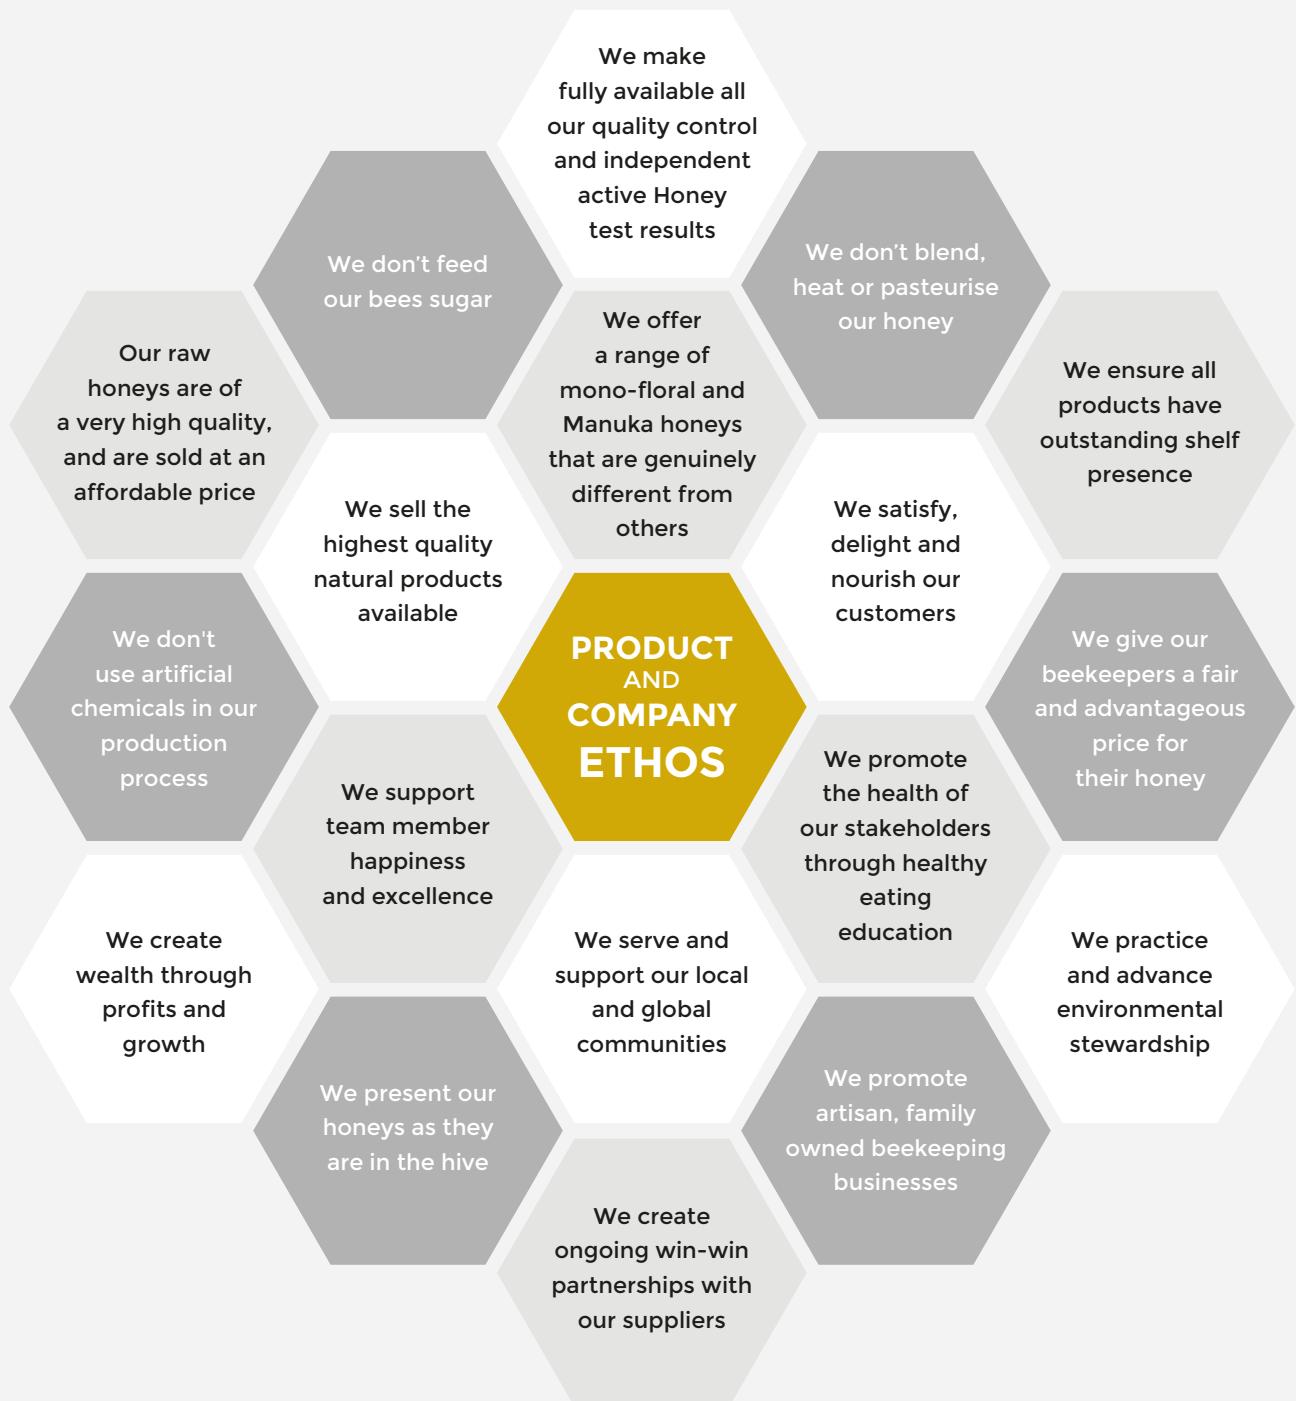 We make
fully available all
our quality control
and independent
active Honey
test results
We don’t feed
our bees sugar
We don’t blend,
heat or pasteurise
our honey
Our raw
honeys are of
a very high quality,
and are sold at an
affordable price
We offer
a range of
mono-floral and
Manuka honeys
that are genuinely
different from
others
We ensure all
products have
outstanding shelf
presence
We sell the
highest quality
natural products
available
We satisfy,
delight and
nourish our
customers
We don't
use artificial
chemicals in our
production
process
PRODUCT
AND
COMPANY
ETHOS
We give our
beekeepers a fair
and advantageous
price for
their honey
We support
team member
happiness
and excellence
We promote
the health of
our stakeholders
through healthy
eating
education
We create
wealth through
profits and
growth
We serve and
support our local
and global
communities
We practice
and advance
environmental
stewardship
We present our
honeys as they
are in the hive
We promote
artisan, family
owned beekeeping
businesses
We create
ongoing win-win
partnerships with
our suppliers